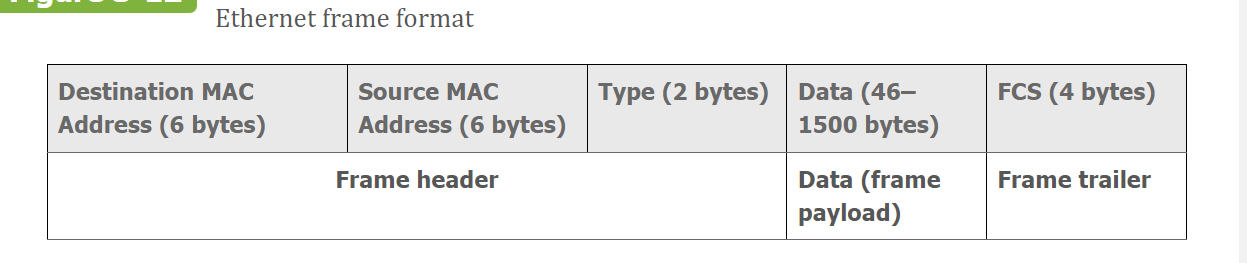 Ethernet frame format
Destination MAC
Address (6 bytes)
Source MAC
Address (6 bytes)
Type (2 bytes)
Data (46–
1500 bytes)
FCS (4 bytes)
Frame header
Data (frame
payload)
Frame trailer